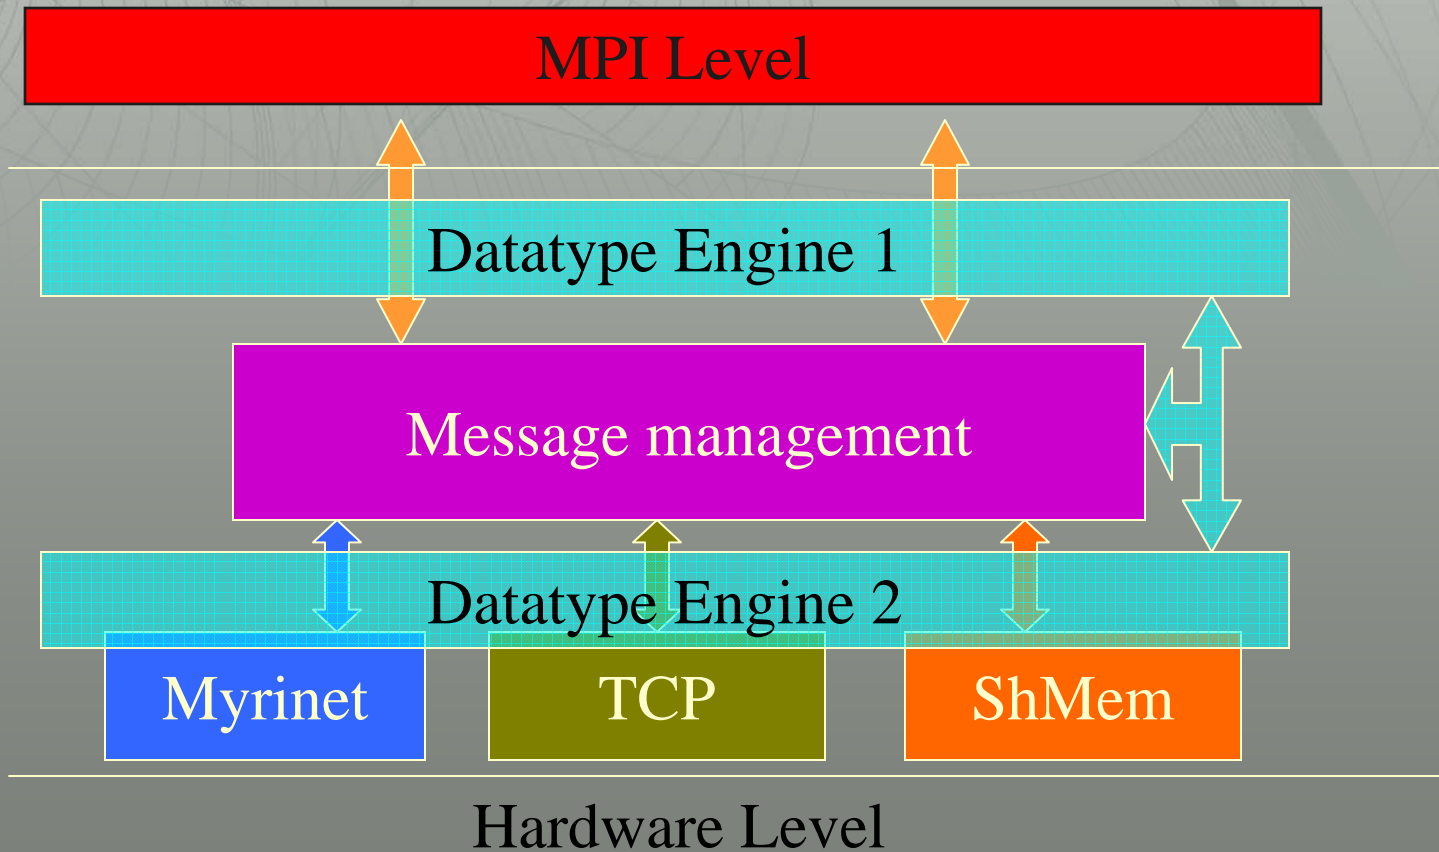 MPI Level
Datatype Engine 1
Message management
Datatype Engine 2
Myrinet
TCP
ShMem
Hardware Level